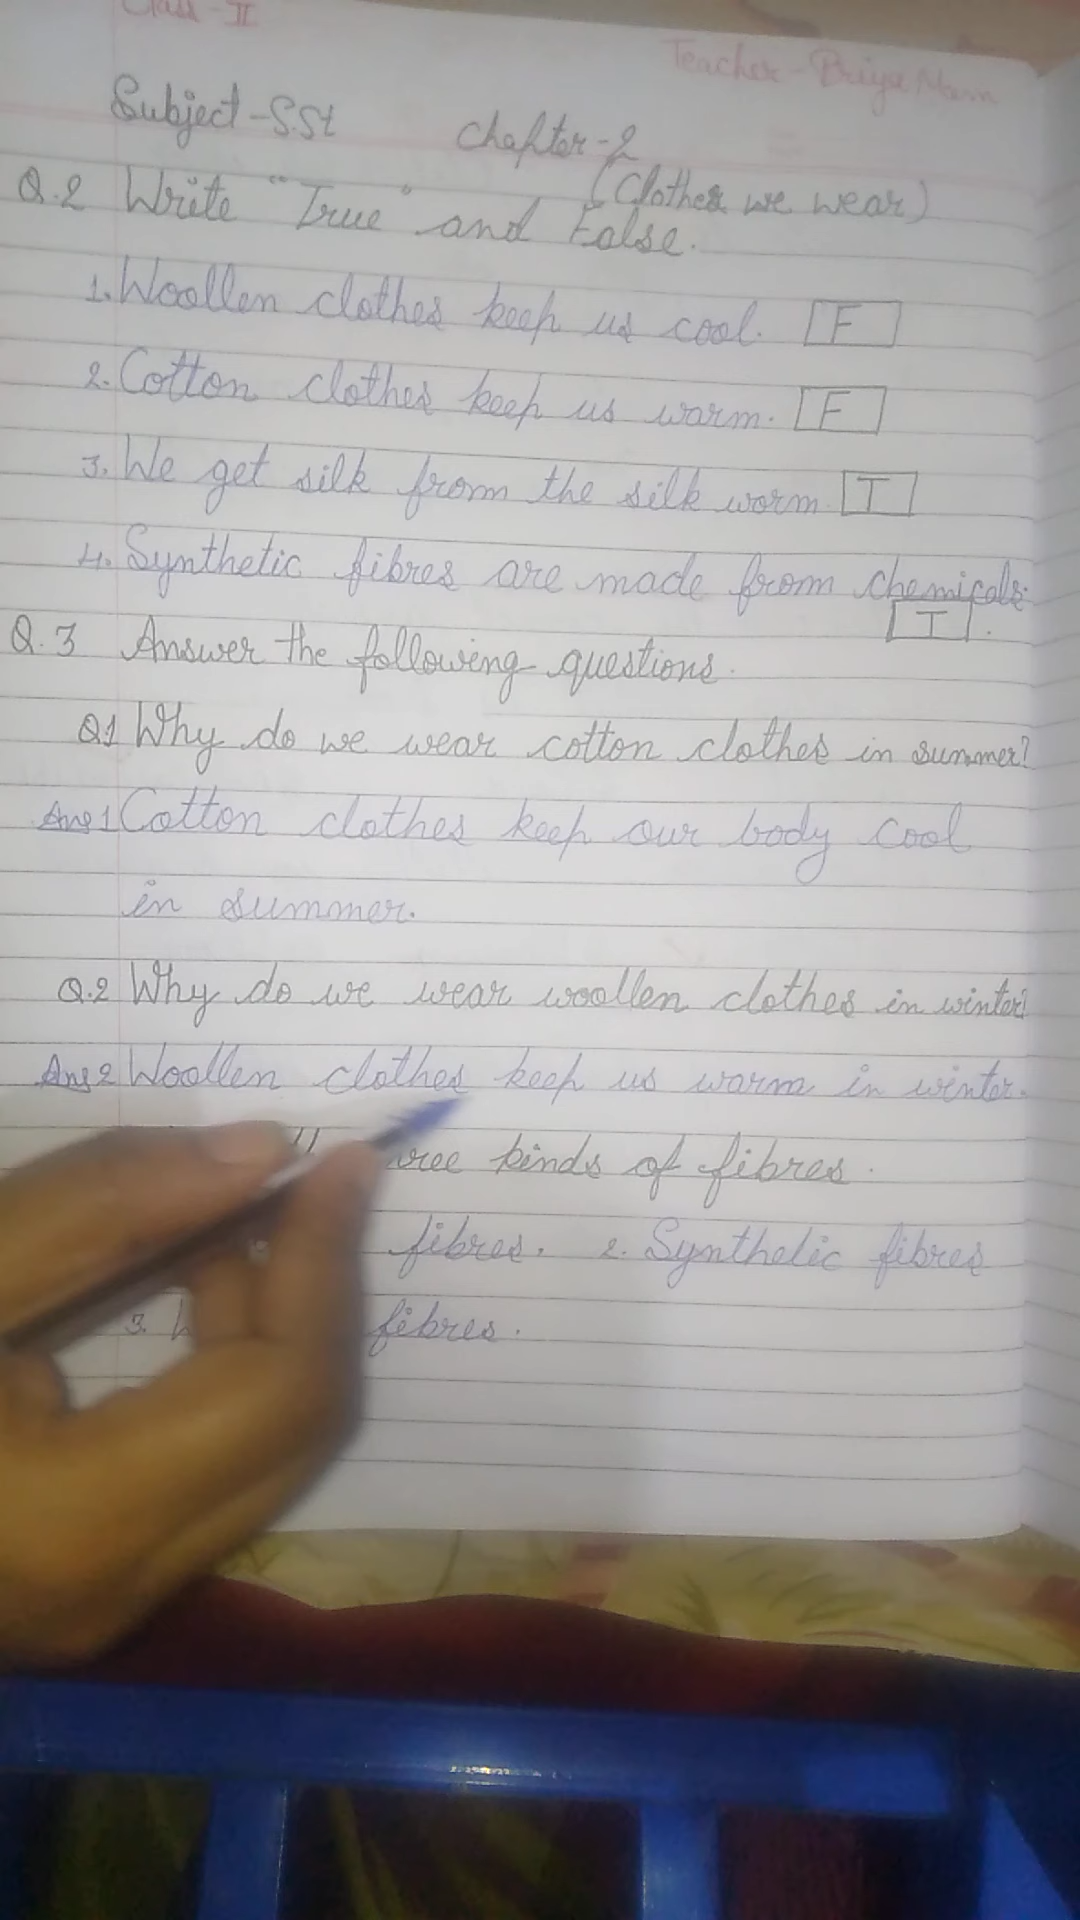 Class - II
Teacher - Priya Mam
Subject - S.St
Chapter - 2
(Clothes we wear)
Q.2 Write "True" and False.
1. Woollen clothes keep us cool. F
2. Cotton clothes keep us warm. F
3. We get silk from the silk worm. T
4. Synthetic fibres are made from chemicals.
T
Q.3 Answer the following questions.
Q1 Why do we wear cotton clothes in summer?
Ans 1 Cotton clothes keep our body cool
in summer.
Q.2 Why do we wear woollen clothes in winter?
Ans 2 Woollen clothes keep us warm in winter.
kinds of fibres.
fibres. 2. Synthetic fibres
3. fibres.